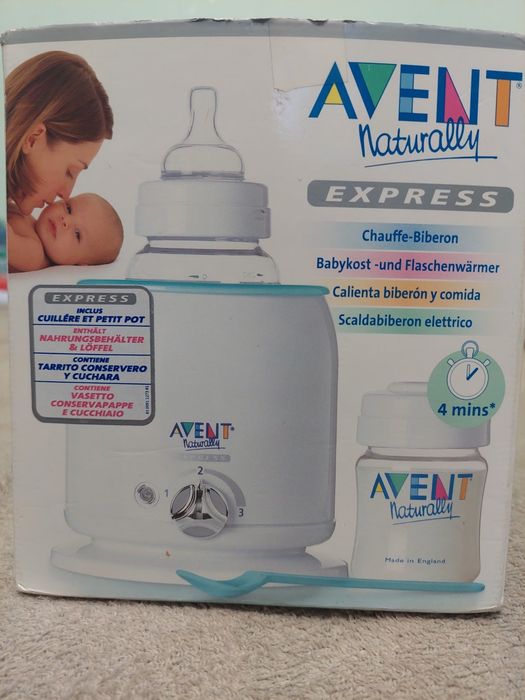 AVENT®
Naturally
EXPRESS
Chauffe-Biberon
Babykost -und Flaschenwärmer
Calienta biberón y comida
Scaldabiberon elettrico
4 mins*
EXPRESS
INCLUS
CUILLÉRE ET PETIT POT
ENTHÄLT
NAHRUNGSBEHÄLTER
& LÖFFEL
CONTIENE
TARRITO CONSERVERO
Y CUCHARA
CONTIENE
VASETTO
CONSERVAPAPPE
E CUCCHIAIO
AVENT®
Naturally
EXPRESS
1
2
3
AVENT®
Naturally
Made in England